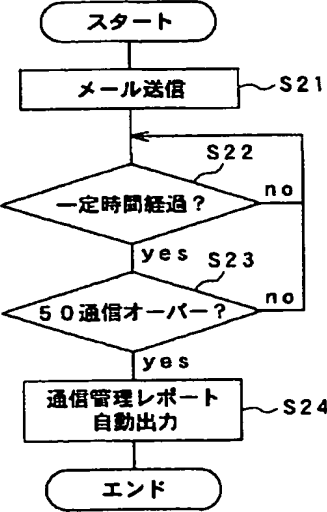 スタート
メール送信
S21
S22
一定時間経過?
no
yes
S23
50通信オーバー?
no
yes
通信管理レポート
自動出力
S24
エンド